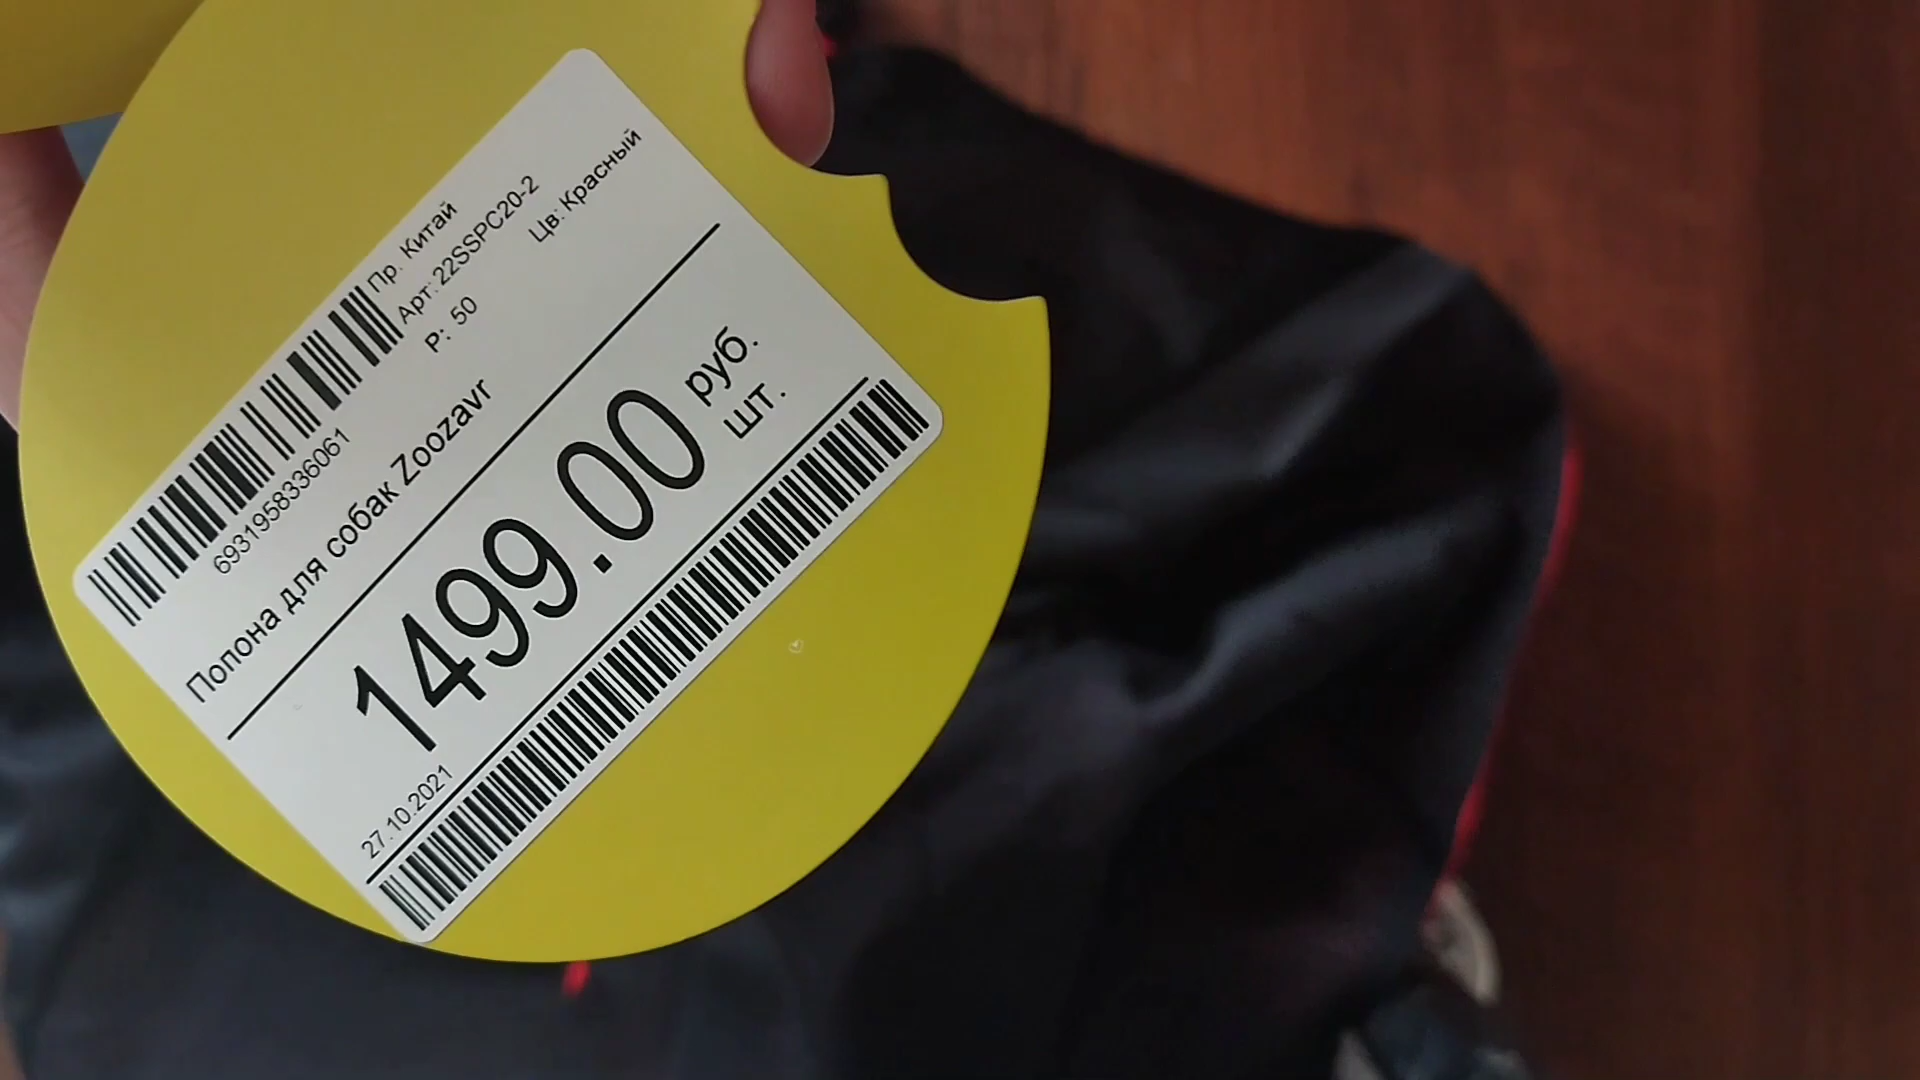 Пр. Китай
Арт: 22SSPC20-2
Р: 50 Цв: Красный
6931958336061
Попона для собак Zoozavr
1499.00 руб.
шт.
27.10.2021